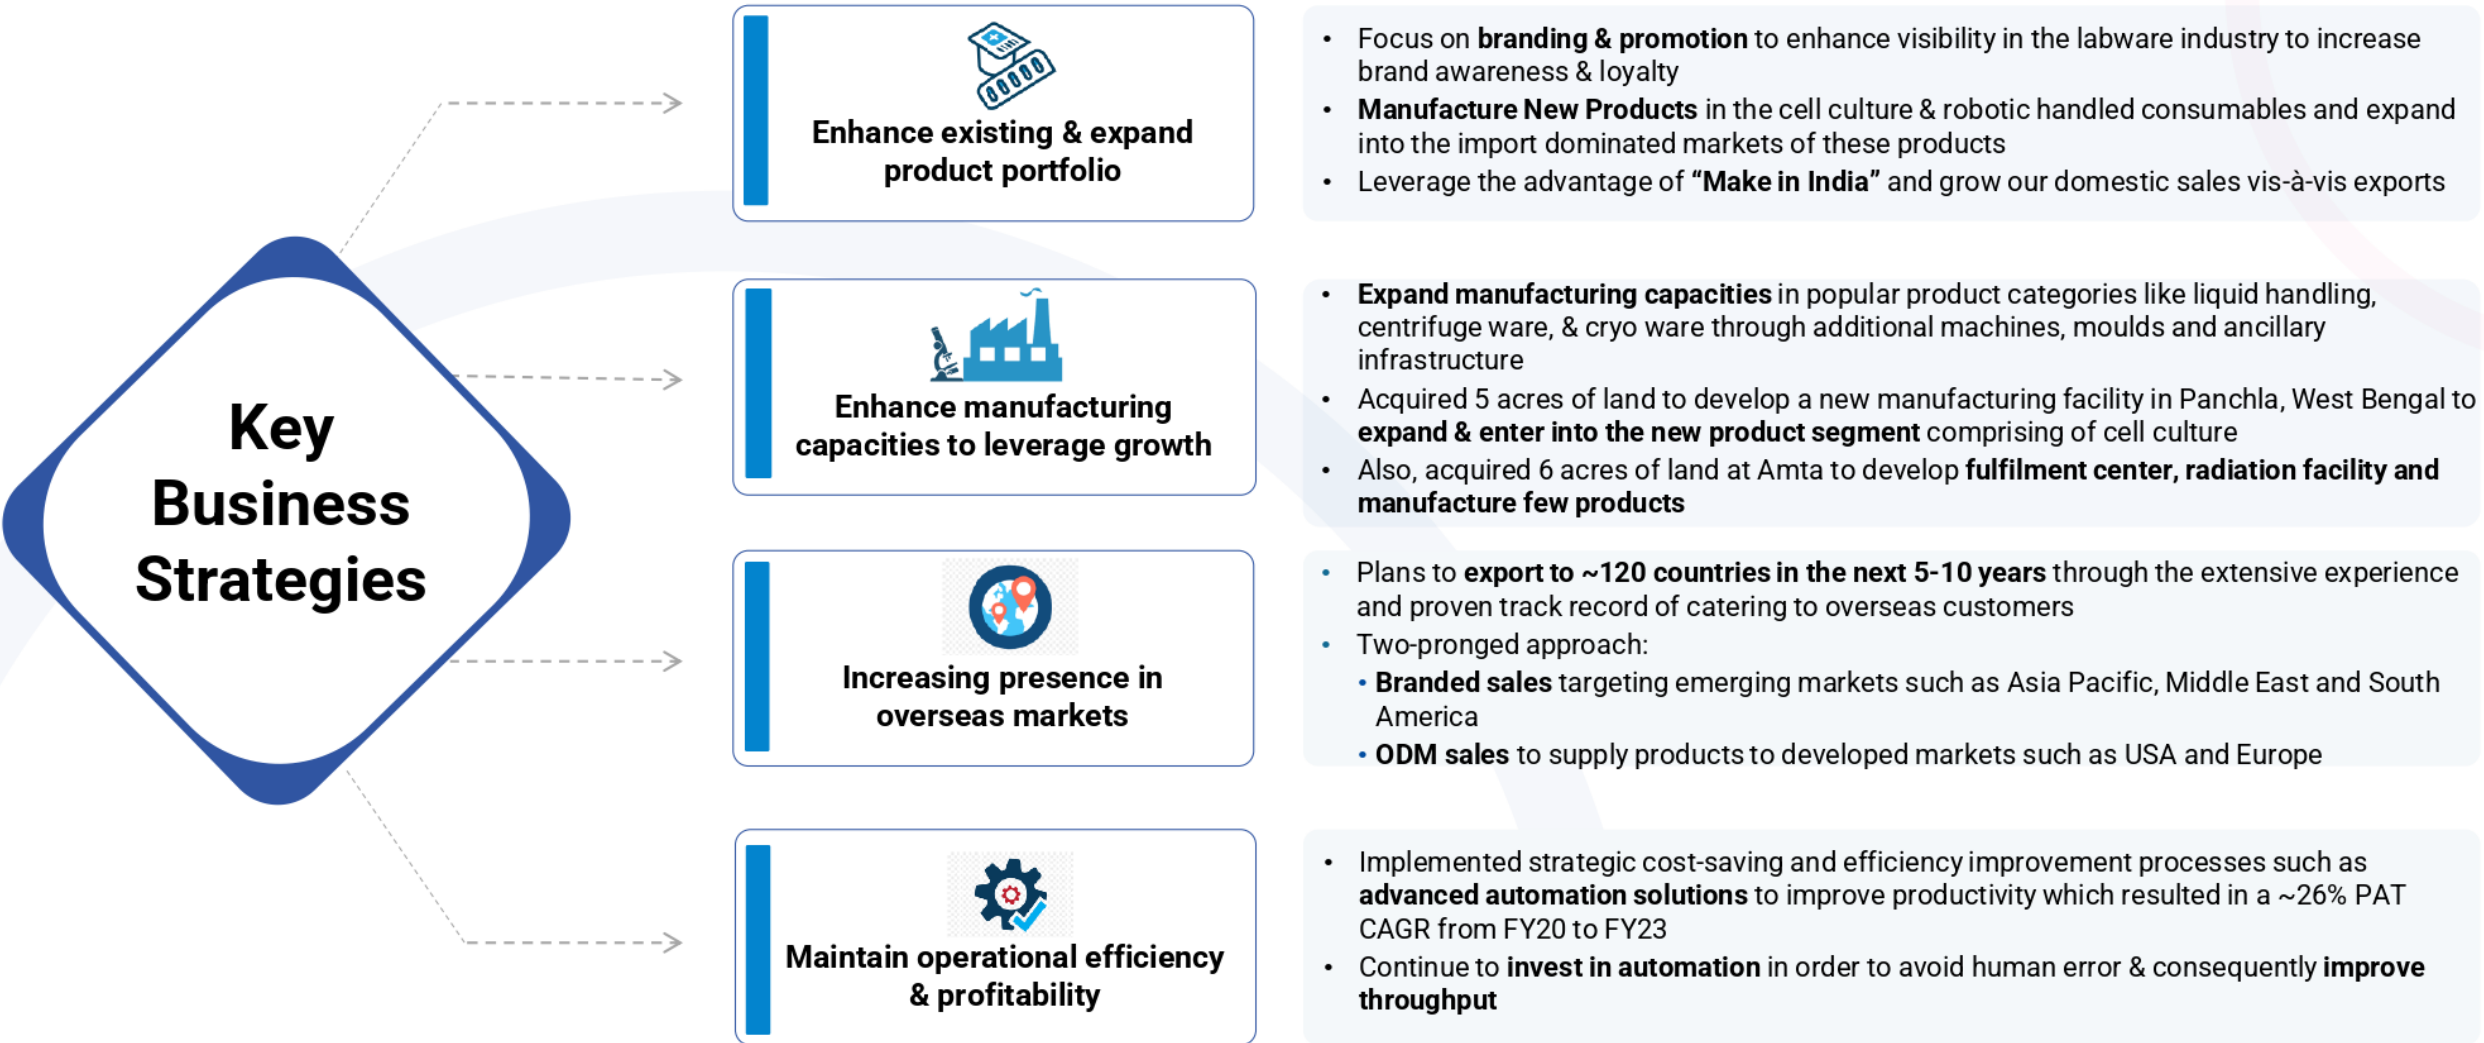 Key
Business
Strategies
Enhance existing & expand
product portfolio
• Focus on branding & promotion to enhance visibility in the labware industry to increase
brand awareness & loyalty
• Manufacture New Products in the cell culture & robotic handled consumables and expand
into the import dominated markets of these products
• Leverage the advantage of “Make in India” and grow our domestic sales vis-à-vis exports
Enhance manufacturing
capacities to leverage growth
• Expand manufacturing capacities in popular product categories like liquid handling,
centrifuge ware, & cryo ware through additional machines, moulds and ancillary
infrastructure
• Acquired 5 acres of land to develop a new manufacturing facility in Panchla, West Bengal to
expand & enter into the new product segment comprising of cell culture
• Also, acquired 6 acres of land at Amta to develop fulfilment center, radiation facility and
manufacture few products
Increasing presence in
overseas markets
• Plans to export to ~120 countries in the next 5-10 years through the extensive experience
and proven track record of catering to overseas customers
• Two-pronged approach:
• Branded sales targeting emerging markets such as Asia Pacific, Middle East and South
America
• ODM sales to supply products to developed markets such as USA and Europe
Maintain operational efficiency
& profitability
• Implemented strategic cost-saving and efficiency improvement processes such as
advanced automation solutions to improve productivity which resulted in a ~26% PAT
CAGR from FY20 to FY23
• Continue to invest in automation in order to avoid human error & consequently improve
throughput